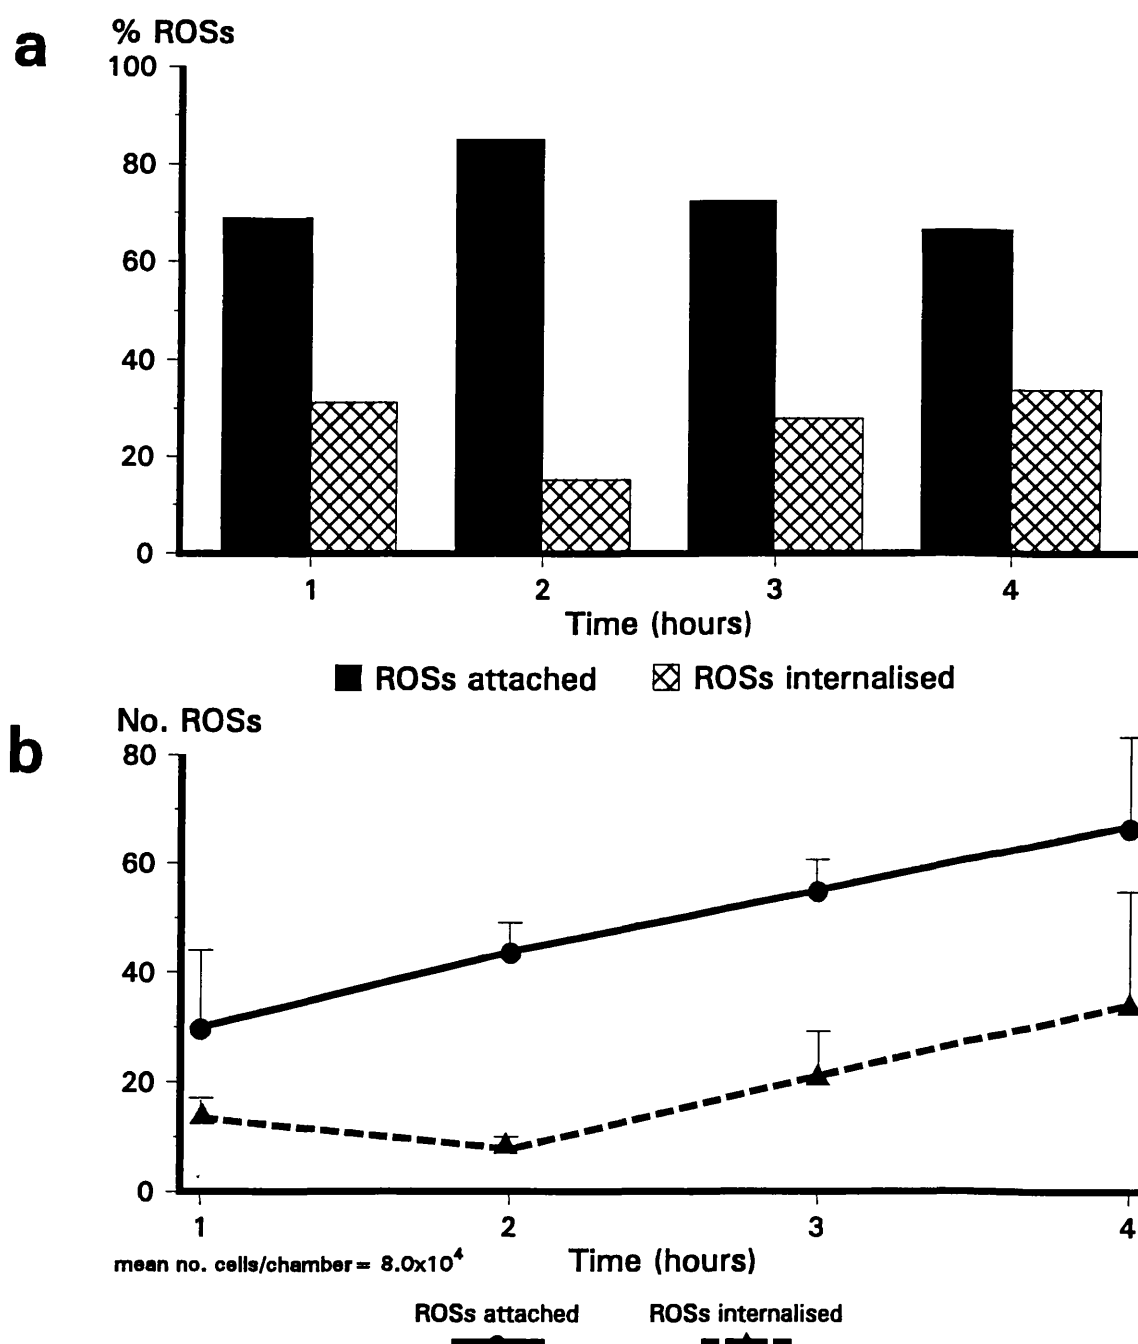 a
% ROSs
100
80
60
40
20
0
1 2 3 4
Time (hours)
ROSs attached ROSs internalised
b
No. ROSs
80
60
40
20
0
1 2 3 4
mean no. cells/chamber = 8.0x10⁴ Time (hours)
ROSs attached ROSs internalised